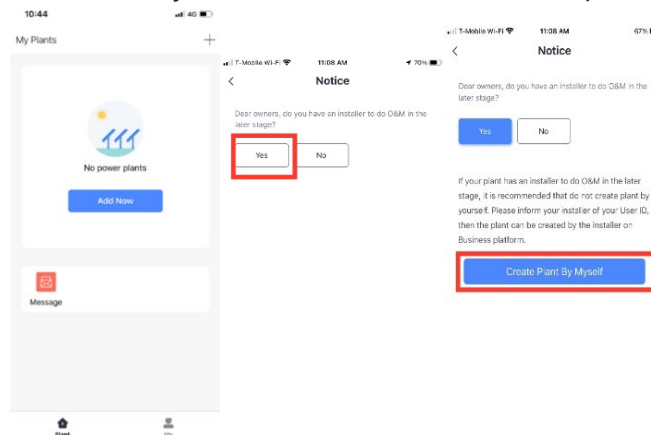 10:44
4G
My Plants
No power plants
Add Now
Message
Plant
Me
T-Mobile Wi-Fi
11:08 AM
70%
Notice
Dear owners, do you have an installer to do O&M in the
later stage?
Yes
No
T-Mobile Wi-Fi
11:08 AM
67%
Notice
Dear owners, do you have an installer to do O&M in the
later stage?
Yes
No
If your plant has an installer to do O&M in the later
stage, it is recommended that do not create plant by
yourself. Please inform your installer of your User ID,
then the plant can be created by the installer on
Business platform.
Create Plant By Myself